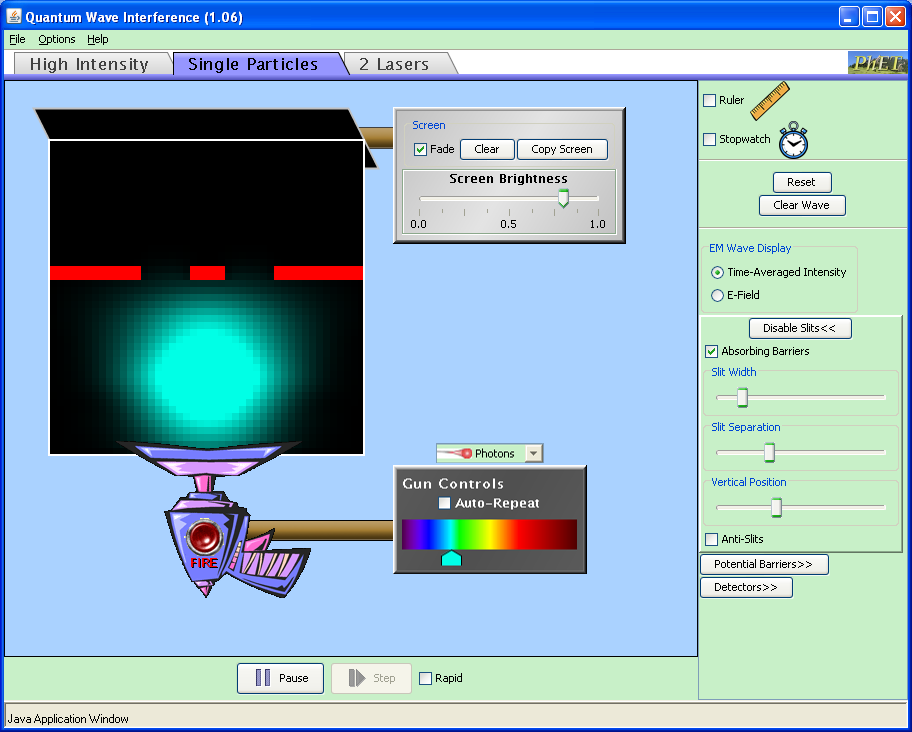 Quantum Wave Interference (1.06)
File Options Help
High Intensity Single Particles 2 Lasers
PhET
Ruler
Stopwatch
Reset
Clear Wave
Screen
Fade Clear Copy Screen
Screen Brightness
0.0 0.5 1.0
EM Wave Display
Time-Averaged Intensity
E-Field
Disable Slits<<
Absorbing Barriers
Slit Width
Slit Separation
Vertical Position
Anti-Slits
Potential Barriers>>
Detectors>>
Photons
Gun Controls
Auto-Repeat
FIRE
Pause Step Rapid
Java Application Window